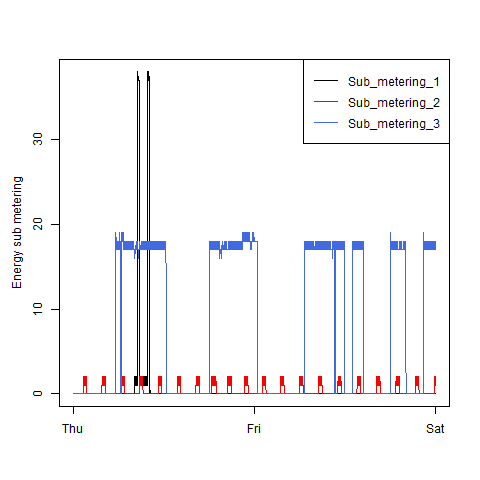 Sub_metering_1
Sub_metering_2
Sub_metering_3
Energy sub metering
30
20
10
0
Thu
Fri
Sat